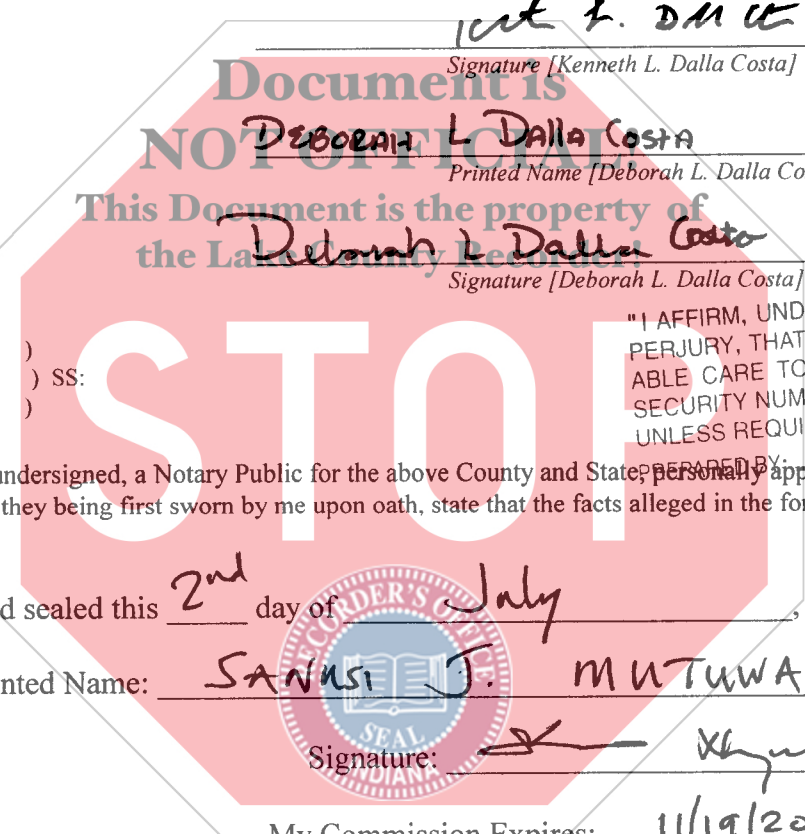 Signature [Kenneth L. Dalla Costa]
Document is
NOT OFFICIAL!
DEBORAH L DAllA COSTA
Printed Name [Deborah L. Dalla Co
This Document is the property of
the Lake County Recorder!
Deborah L Dalla Costa
Signature [Deborah L. Dalla Costa]
STOP
"I AFFIRM, UND
PERJURY, THAT
ABLE CARE TO
SECURITY NUM
UNLESS REQUI
PREPARED BY:
)
) SS:
)
undersigned, a Notary Public for the above County and State, personally app
they being first sworn by me upon oath, state that the facts alleged in the for
d sealed this 2nd day of July,
nted Name: SANUSI J. MUTUWA
RECORDER'S OFFICE
SEAL
INDIANA
Signature:
My Commission Expires: 11/19/20